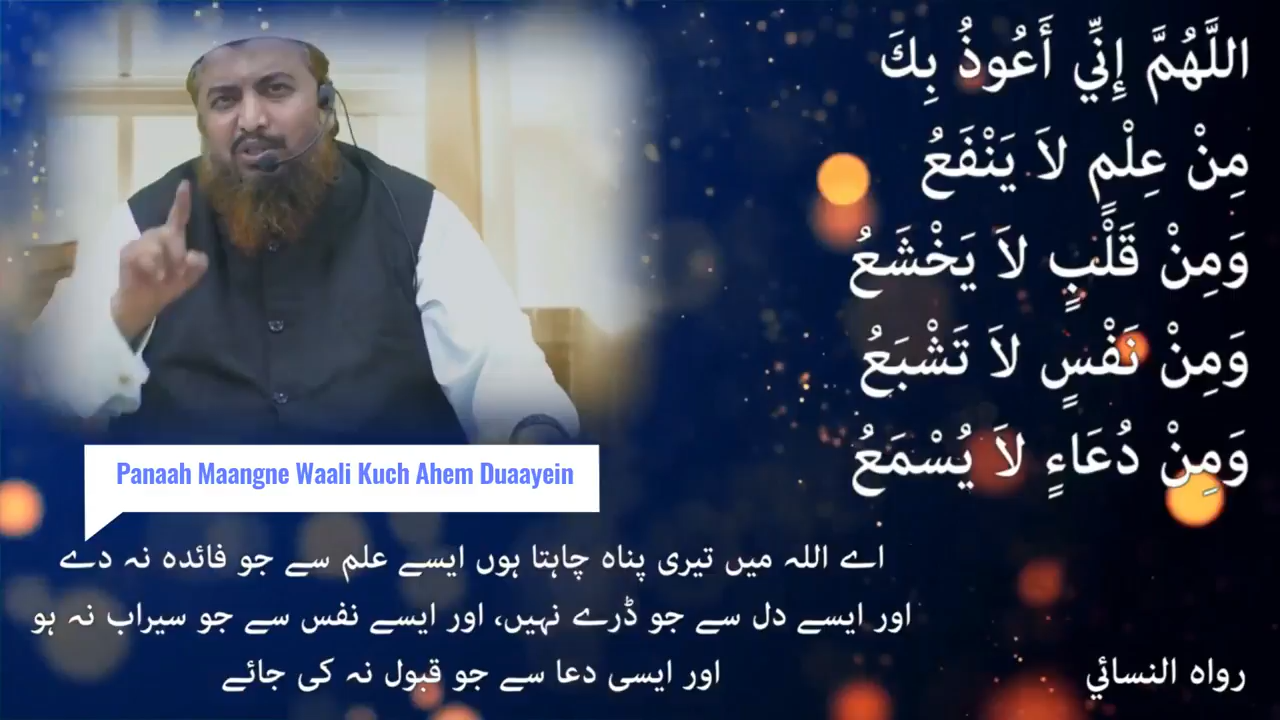 اللَّهُمَّ إِنِّي أَعُوذُ بِكَ
مِنْ عِلْمٍ لاَ يَنْفَعُ
وَمِنْ قَلْبٍ لاَ يَخْشَعُ
وَمِنْ نَفْسٍ لاَ تَشْبَعُ
وَمِنْ دُعَاءٍ لاَ يُسْمَعُ
Panaah Maangne Waali Kuch Ahem Duaayein
اے اللہ میں تیری پناہ چاہتا ہوں ایسے علم سے جو فائدہ نہ دے
اور ایسے دل سے جو ڈرے نہیں، اور ایسے نفس سے جو سیراب نہ ہو
اور ایسی دعا سے جو قبول نہ کی جائے
رواه النسائي